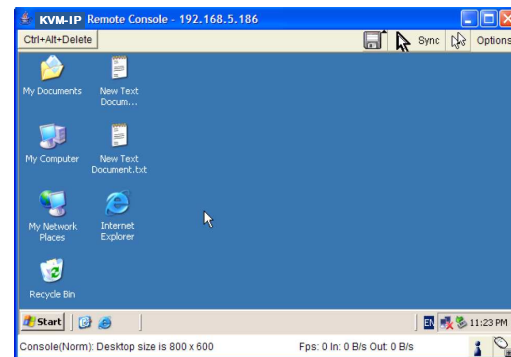 KVM-IP Remote Console - 192.168.5.186
Ctrl+Alt+Delete
Sync
Options
My Documents
New Text
Docum...
My Computer
New Text
Document.txt
My Network
Places
Internet
Explorer
Recycle Bin
Start
EN
11:23 PM
Console(Norm): Desktop size is 800 x 600
Fps: 0 In: 0 B/s Out: 0 B/s